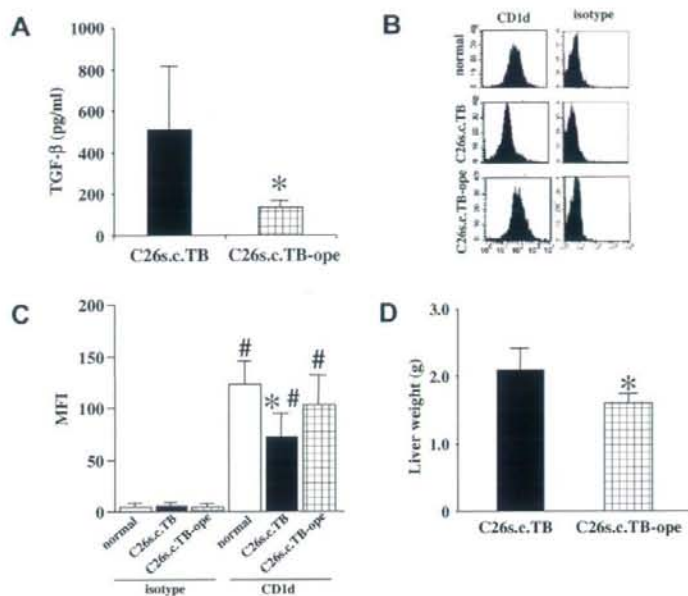 A
TGF-β (pg/ml)
1000
800
600
400
200
0
*
C26s.c.TB
C26s.c.TB-ope
B
CD1d
isotype
normal
C26s.c.TB
C26s.c.TB-ope
C
MFI
200
150
100
50
0
#
* #
#
normal
C26s.c.TB
C26s.c.TB-ope
normal
C26s.c.TB
C26s.c.TB-ope
isotype
CD1d
D
Liver weight (g)
3.0
2.0
1.0
0
*
C26s.c.TB
C26s.c.TB-ope